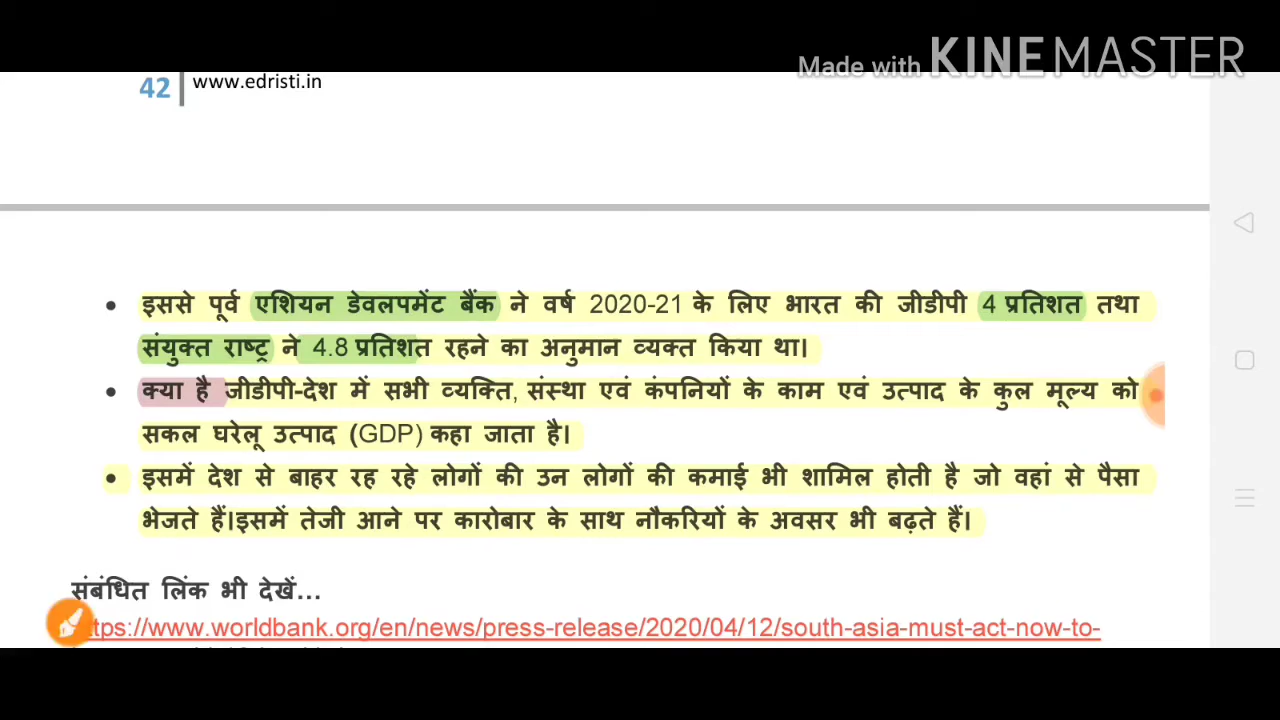 Made with KINEMASTER
42 | www.edristi.in
• इससे पूर्व एशियन डेवलपमेंट बैंक ने वर्ष 2020-21 के लिए भारत की जीडीपी 4 प्रतिशत तथा
संयुक्त राष्ट्र ने 4.8 प्रतिशत रहने का अनुमान व्यक्त किया था।
• क्या है जीडीपी-देश में सभी व्यक्ति, संस्था एवं कंपनियों के काम एवं उत्पाद के कुल मूल्य को
सकल घरेलू उत्पाद (GDP) कहा जाता है।
• इसमें देश से बाहर रह रहे लोगों की उन लोगों की कमाई भी शामिल होती है जो वहां से पैसा
भेजते हैं।इसमें तेजी आने पर कारोबार के साथ नौकरियों के अवसर भी बढ़ते हैं।
संबंधित लिंक भी देखें...
ttps://www.worldbank.org/en/news/press-release/2020/04/12/south-asia-must-act-now-to-